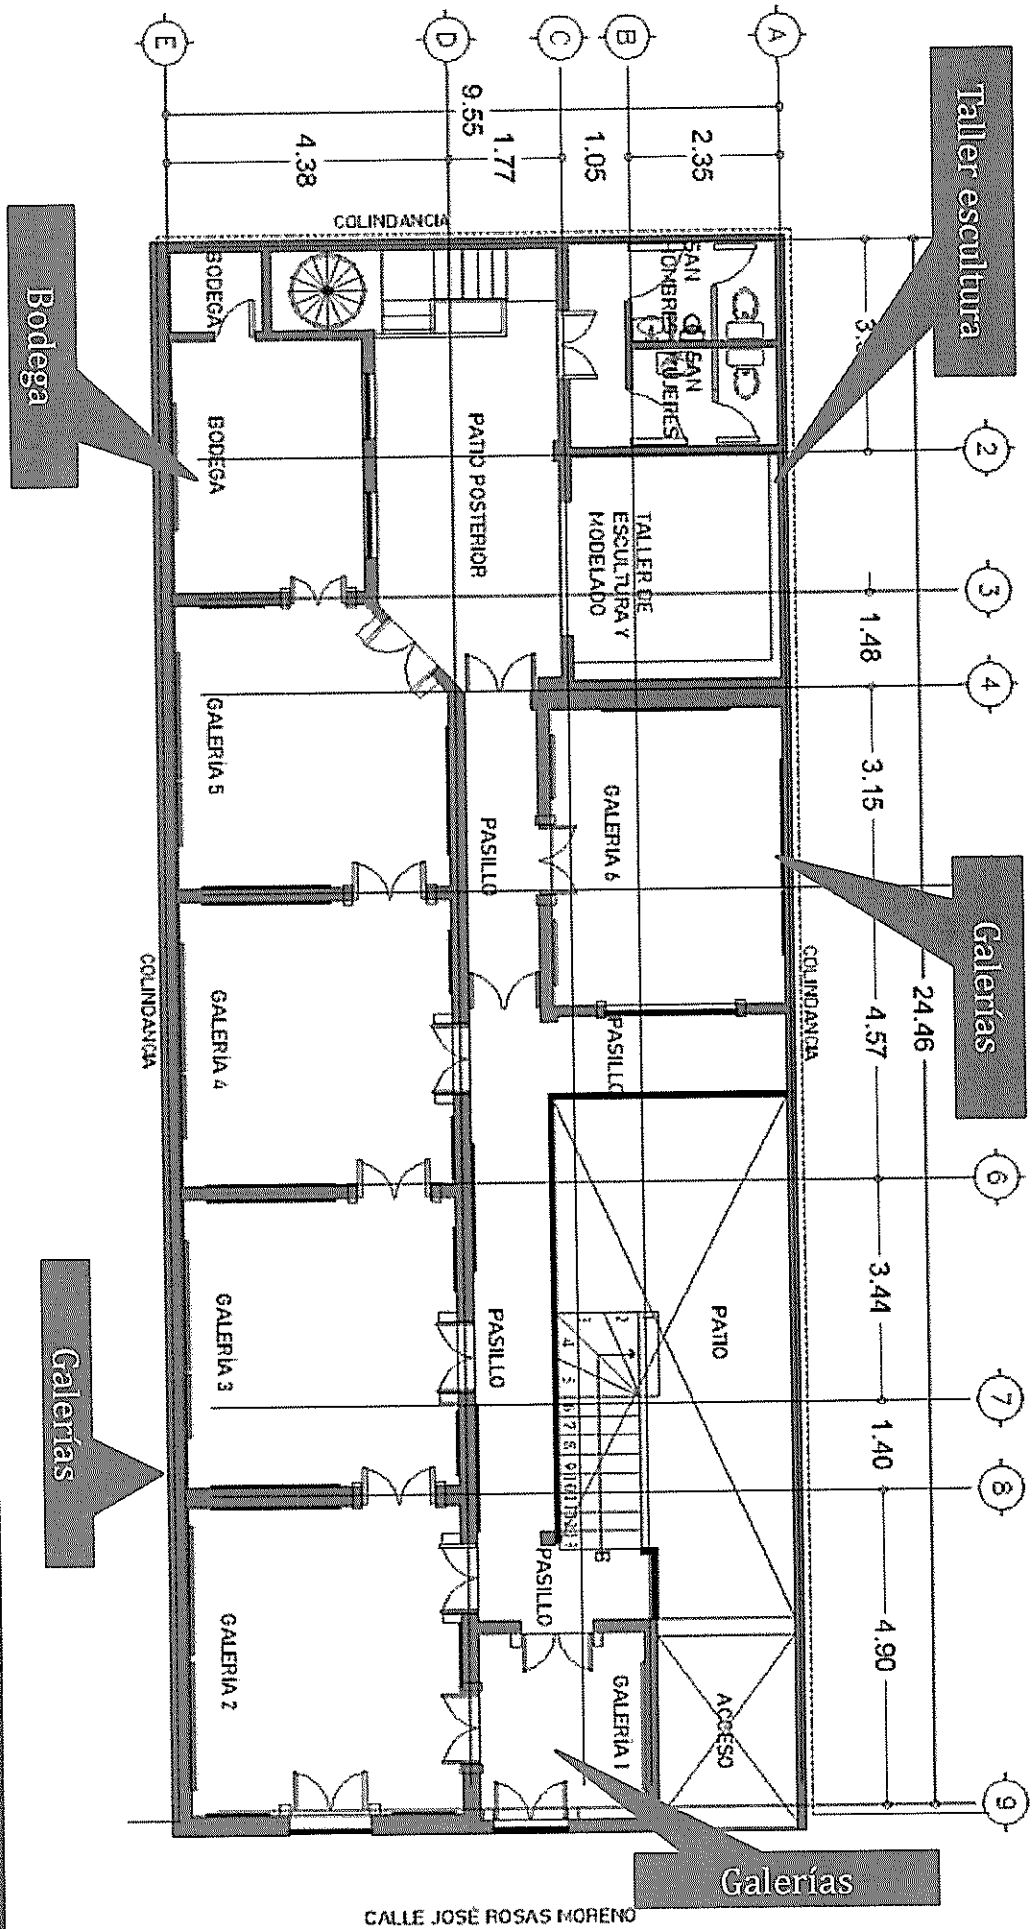 Taller escultura
Galerías
Galerías
Galerías
Bodega
A
B
C
D
E
2
3
4
6
7
8
9
9.55
2.35
1.05
1.77
4.38
24.46
1.48
3.15
4.57
3.44
1.40
4.90
COLINDANCIA
COLINDANCIA
COLINDANCIA
SAN
HOMBRES
SAN
MUJERES
TALLER DE
ESCULTURA Y
MODELADO
PATIO POSTERIOR
BODEGA
BODEGA
GALERÍA 6
PASILLO
PASILLO
PATIO
PASILLO
PASILLO
ACCESO
GALERÍA 1
GALERÍA 5
GALERÍA 4
GALERÍA 3
GALERÍA 2
CALLE JOSÉ ROSAS MORENO